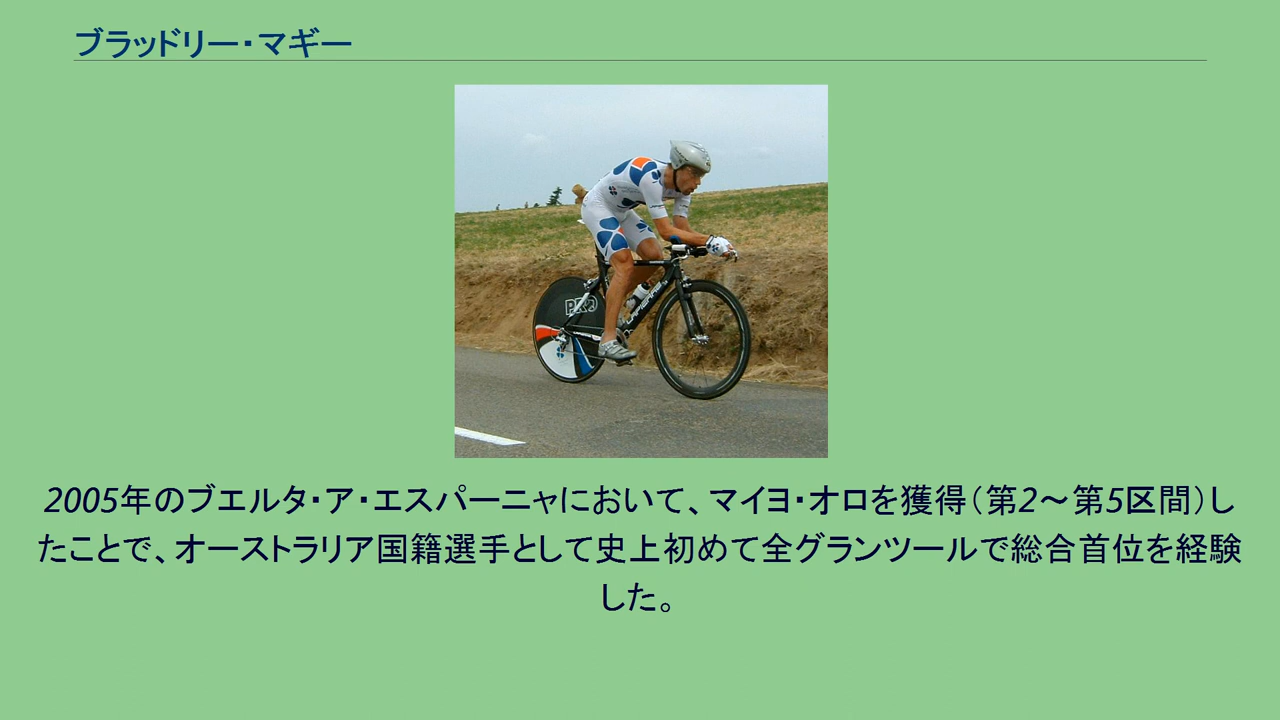 ブラッドリー・マギー
PRO
LAPIERRE
2005年のブエルタ・ア・エスパーニャにおいて、マイヨ・オロを獲得（第2～第5区間）し
たことで、オーストラリア国籍選手として史上初めて全グランツールで総合首位を経験
した。